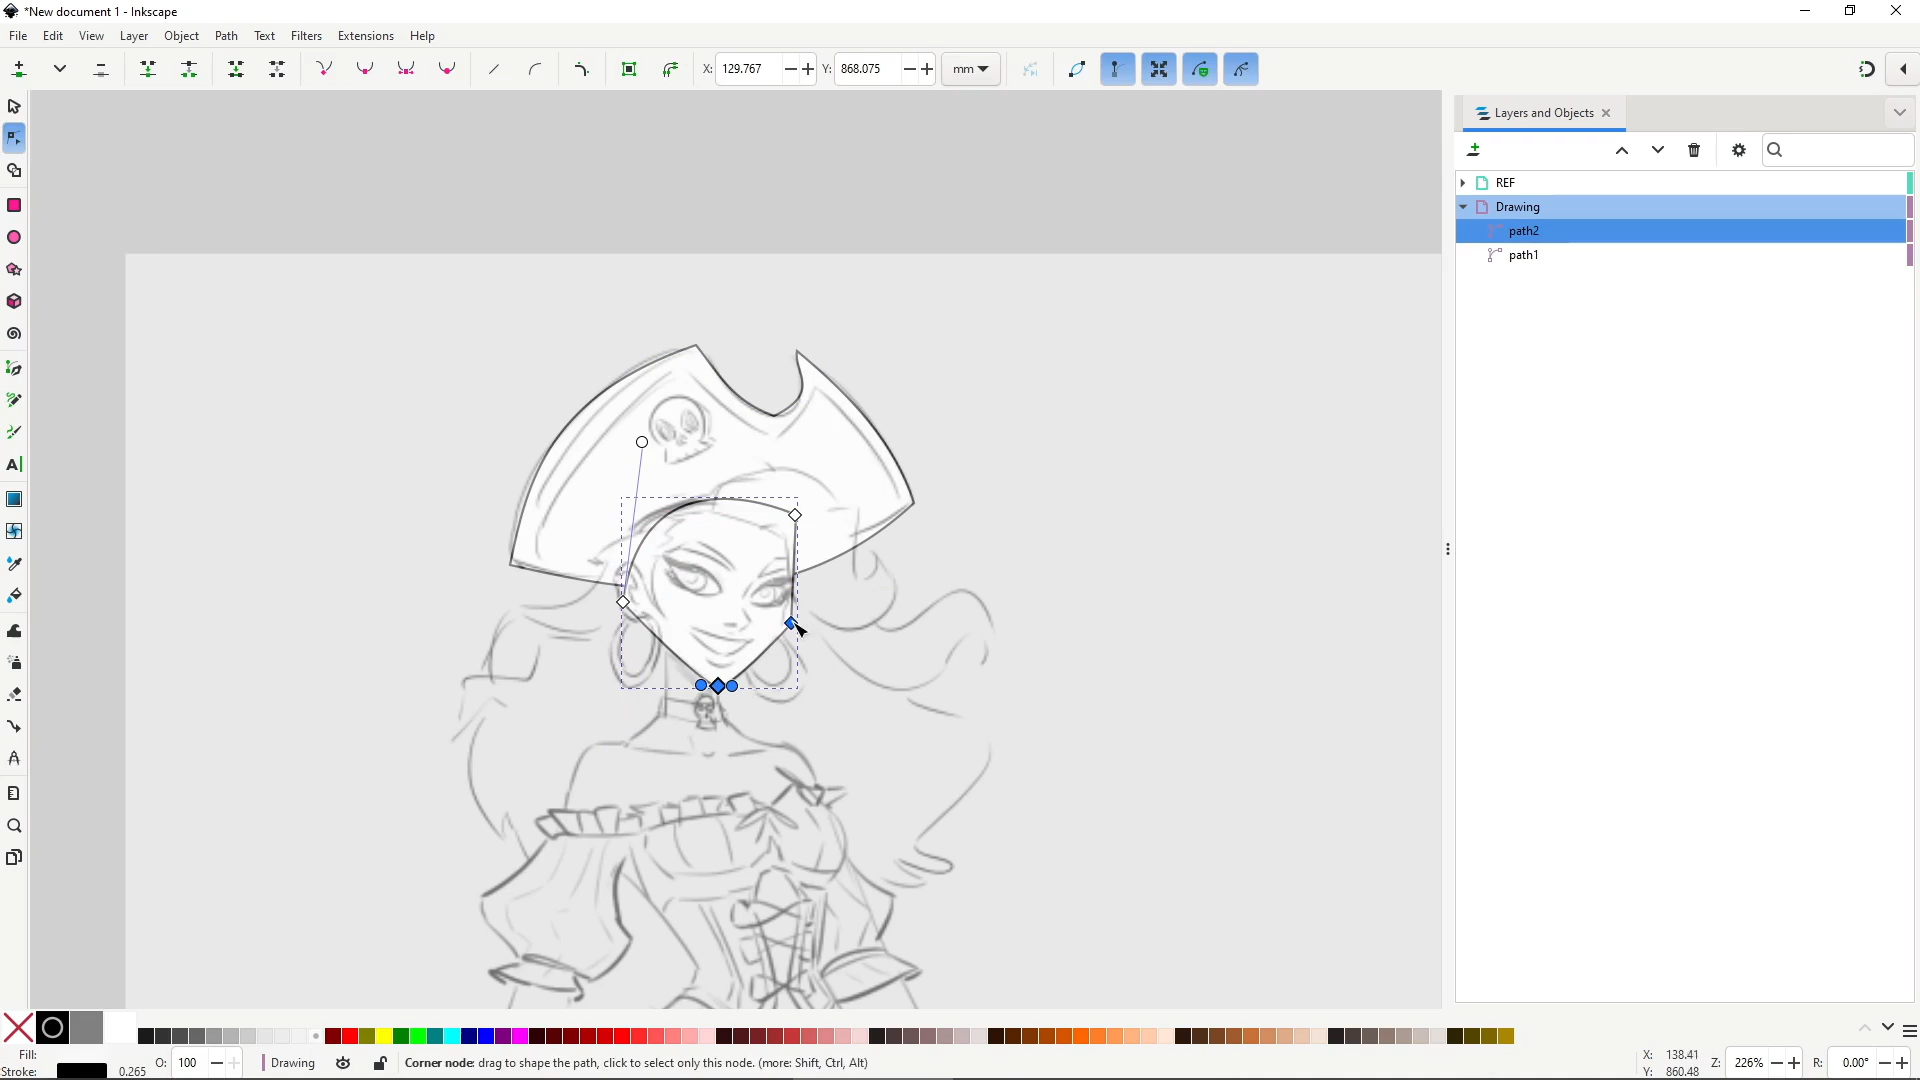 *New document 1 - Inkscape
File Edit View Layer Object Path Text Filters Extensions Help
X: 129.767 Y: 868.075 mm
Layers and Objects
REF
Drawing
path2
path1
Fill:
Stroke: 0.265 O: 100 Drawing Corner node: drag to shape the path, click to select only this node. (more: Shift, Ctrl, Alt)
X: 138.41
Y: 860.48
Z: 226% R: 0.00°